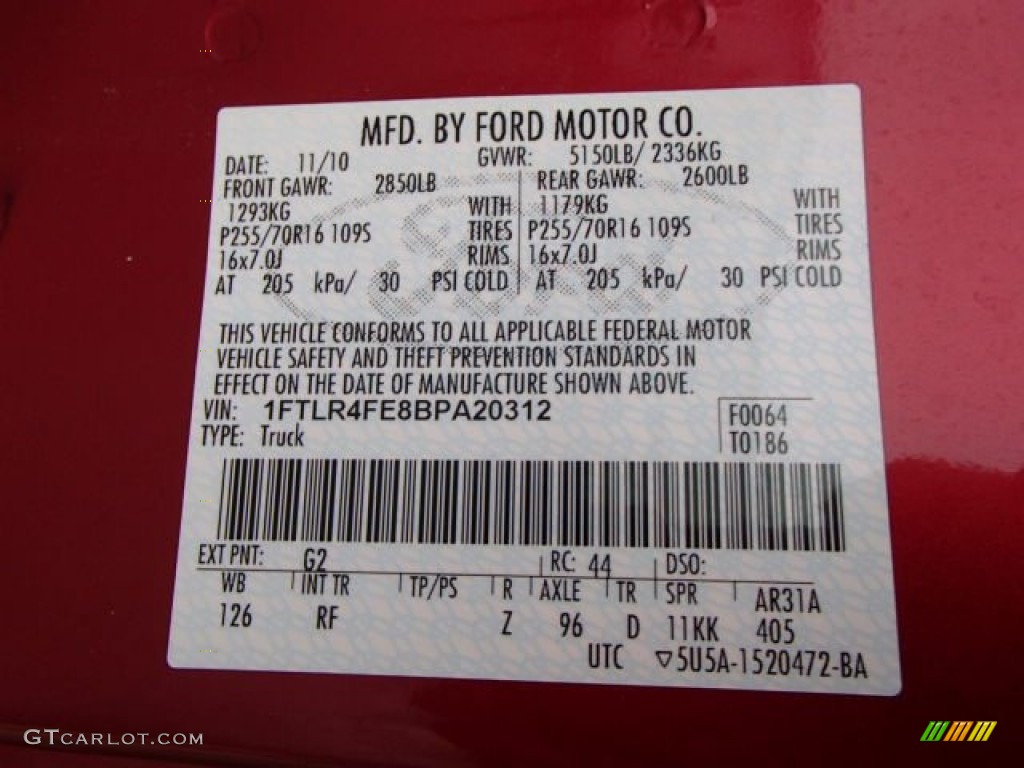 MFD. BY FORD MOTOR CO.
DATE: 11/10 GVWR: 5150LB/ 2336KG
FRONT GAWR: 2850LB REAR GAWR: 2600LB
1293KG WITH 1179KG WITH
P255/70R16 109S TIRES P255/70R16 109S TIRES
16x7.0J RIMS 16x7.0J RIMS
AT 205 kPa/ 30 PSI COLD AT 205 kPa/ 30 PSI COLD
THIS VEHICLE CONFORMS TO ALL APPLICABLE FEDERAL MOTOR
VEHICLE SAFETY AND THEFT PREVENTION STANDARDS IN
EFFECT ON THE DATE OF MANUFACTURE SHOWN ABOVE.
VIN: 1FTLR4FE8BPA20312 F0064
TYPE: Truck T0186
EXT PNT: G2 RC: 44 DSO:
WB INT TR TP/PS R AXLE TR SPR AR31A
126 RF Z 96 D 11KK 405
UTC ▽5U5A-1520472-BA
GTCARLOT.COM